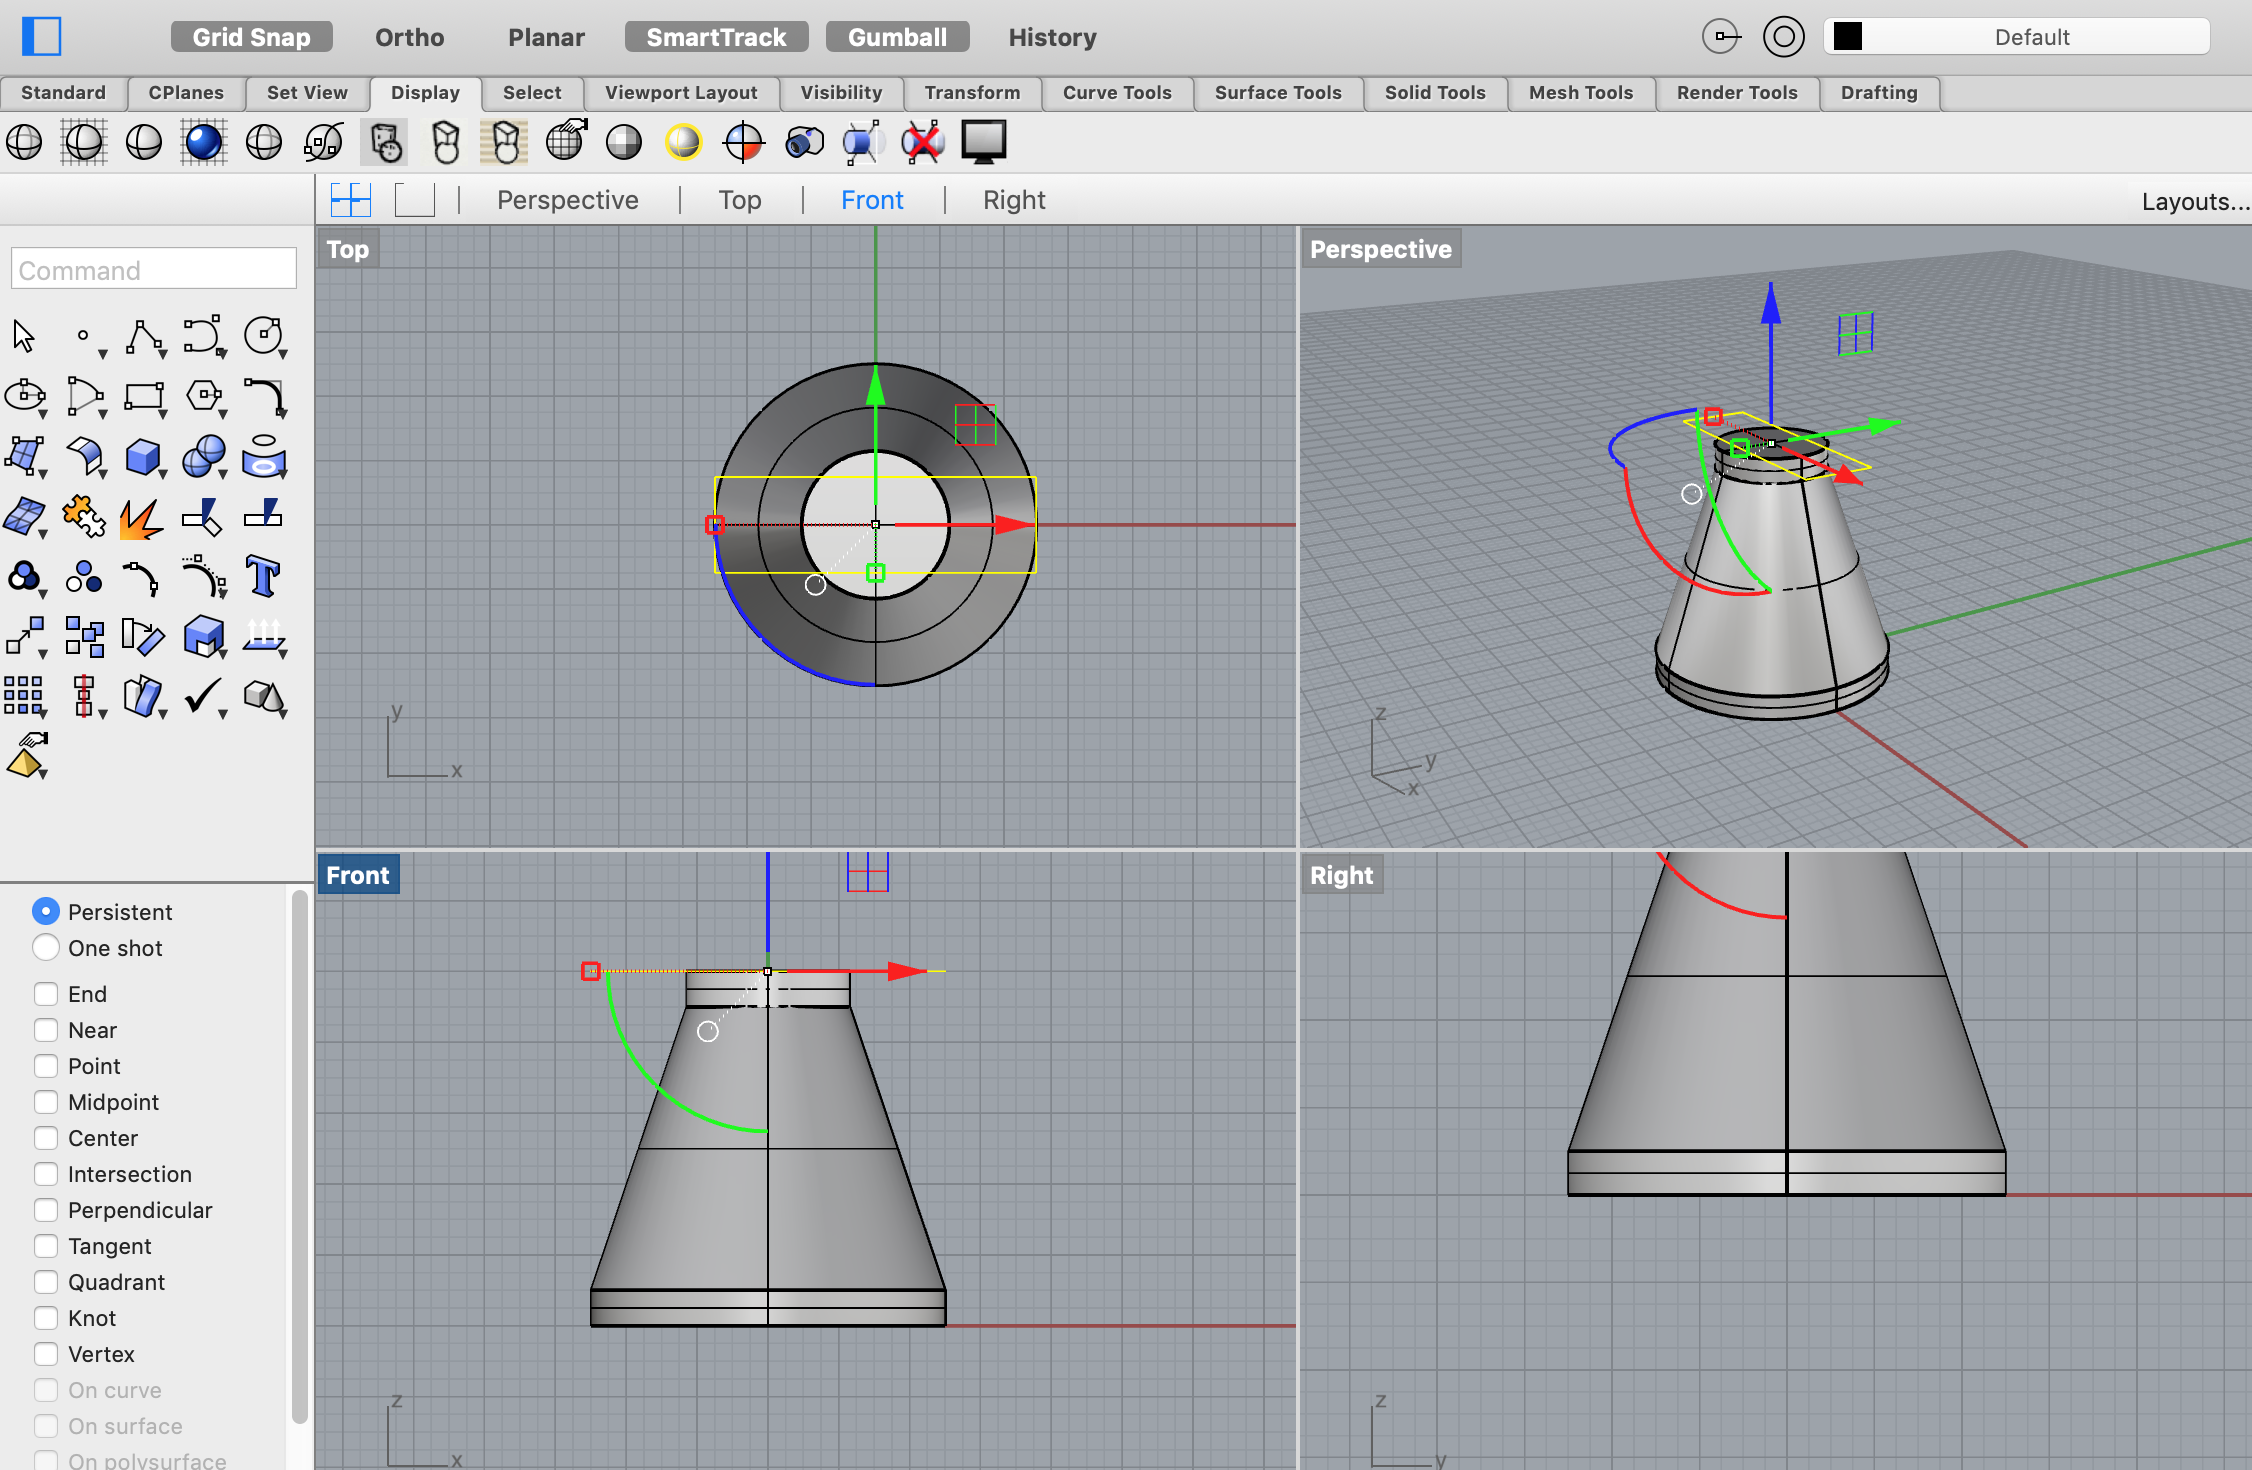 Grid Snap Ortho Planar SmartTrack Gumball History Default
Standard CPlanes Set View Display Select Viewport Layout Visibility Transform Curve Tools Surface Tools Solid Tools Mesh Tools Render Tools Drafting
Perspective Top Front Right Layouts...
Command
Top
y
x
Perspective
z
y
x
Front
z
x
Right
z
y
Persistent
One shot
End
Near
Point
Midpoint
Center
Intersection
Perpendicular
Tangent
Quadrant
Knot
Vertex
On curve
On surface
On polysurface